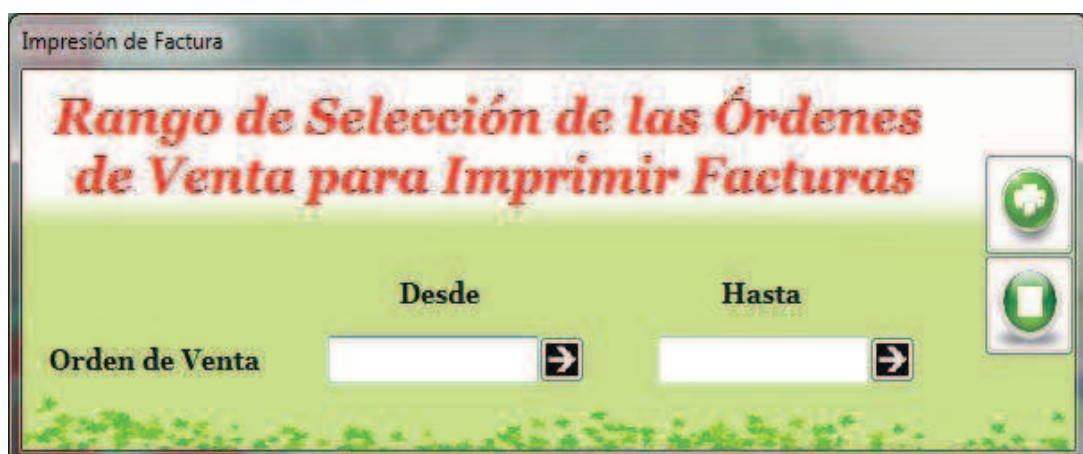 Impresión de Factura
Rango de Selección de las Órdenes
de Venta para Imprimir Facturas
Desde Hasta
Orden de Venta